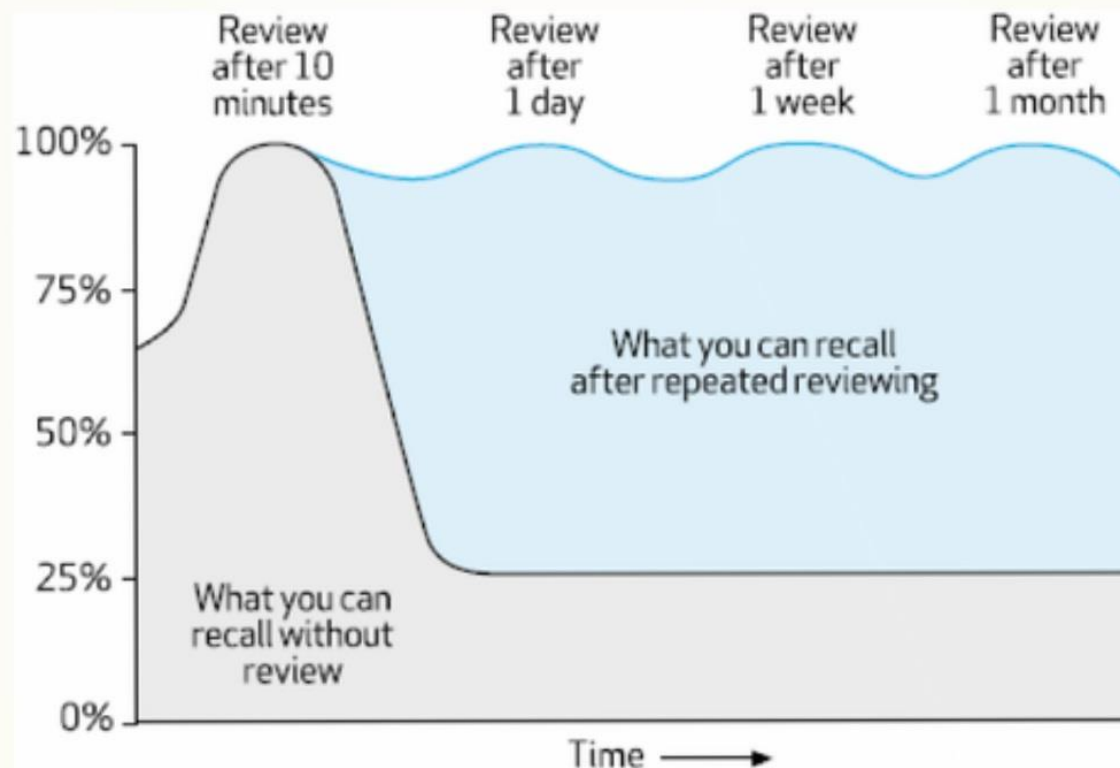 Review
after 10
minutes
Review
after
1 day
Review
after
1 week
Review
after
1 month
100%
75%
50%
25%
0%
What you can recall
after repeated reviewing
What you can
recall without
review
Time